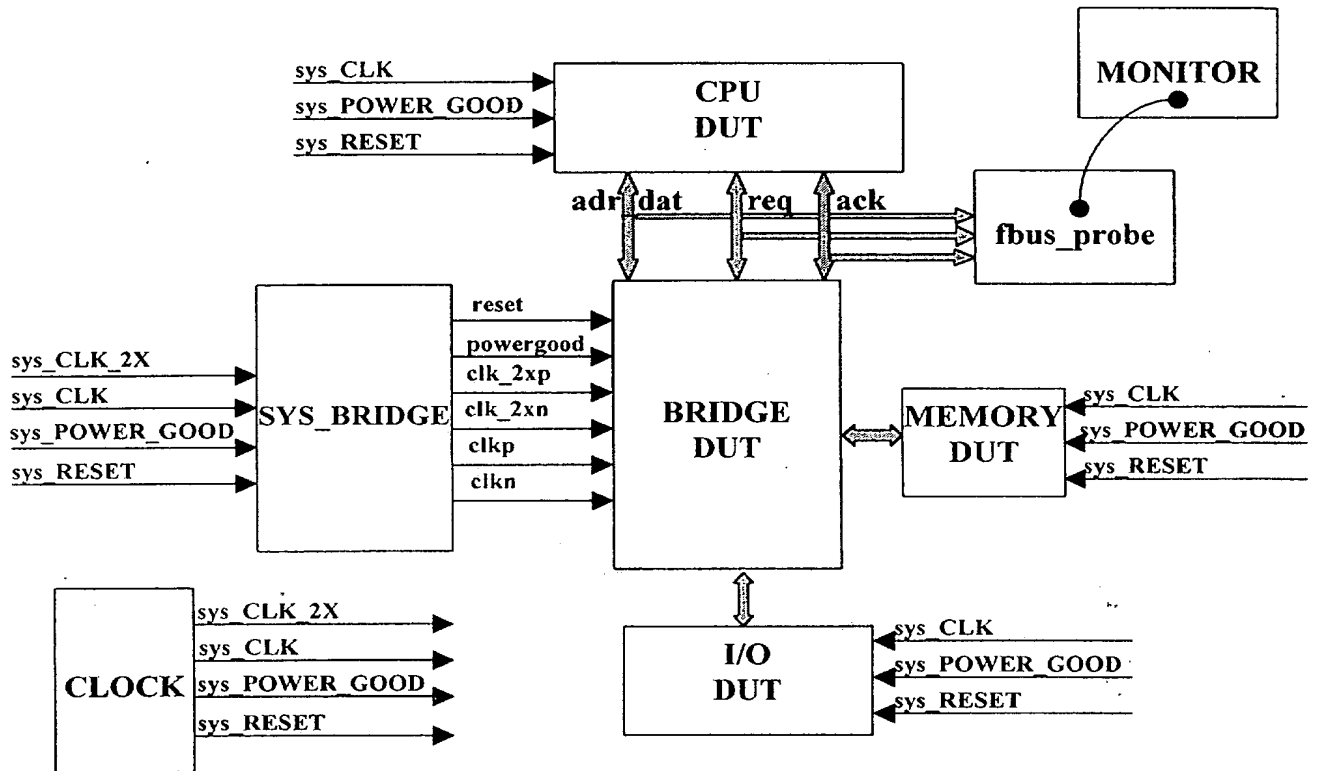 sys_CLK
sys_POWER_GOOD
sys_RESET
CPU
DUT
MONITOR
adr dat
req
ack
fbus_probe
sys_CLK_2X
sys_CLK
sys_POWER_GOOD
sys_RESET
SYS_BRIDGE
reset
powergood
clk_2xp
clk_2xn
clkp
clkn
BRIDGE
DUT
MEMORY
DUT
sys_CLK
sys_POWER_GOOD
sys_RESET
CLOCK
sys_CLK_2X
sys_CLK
sys_POWER_GOOD
sys_RESET
I/O
DUT
sys_CLK
sys_POWER_GOOD
sys_RESET